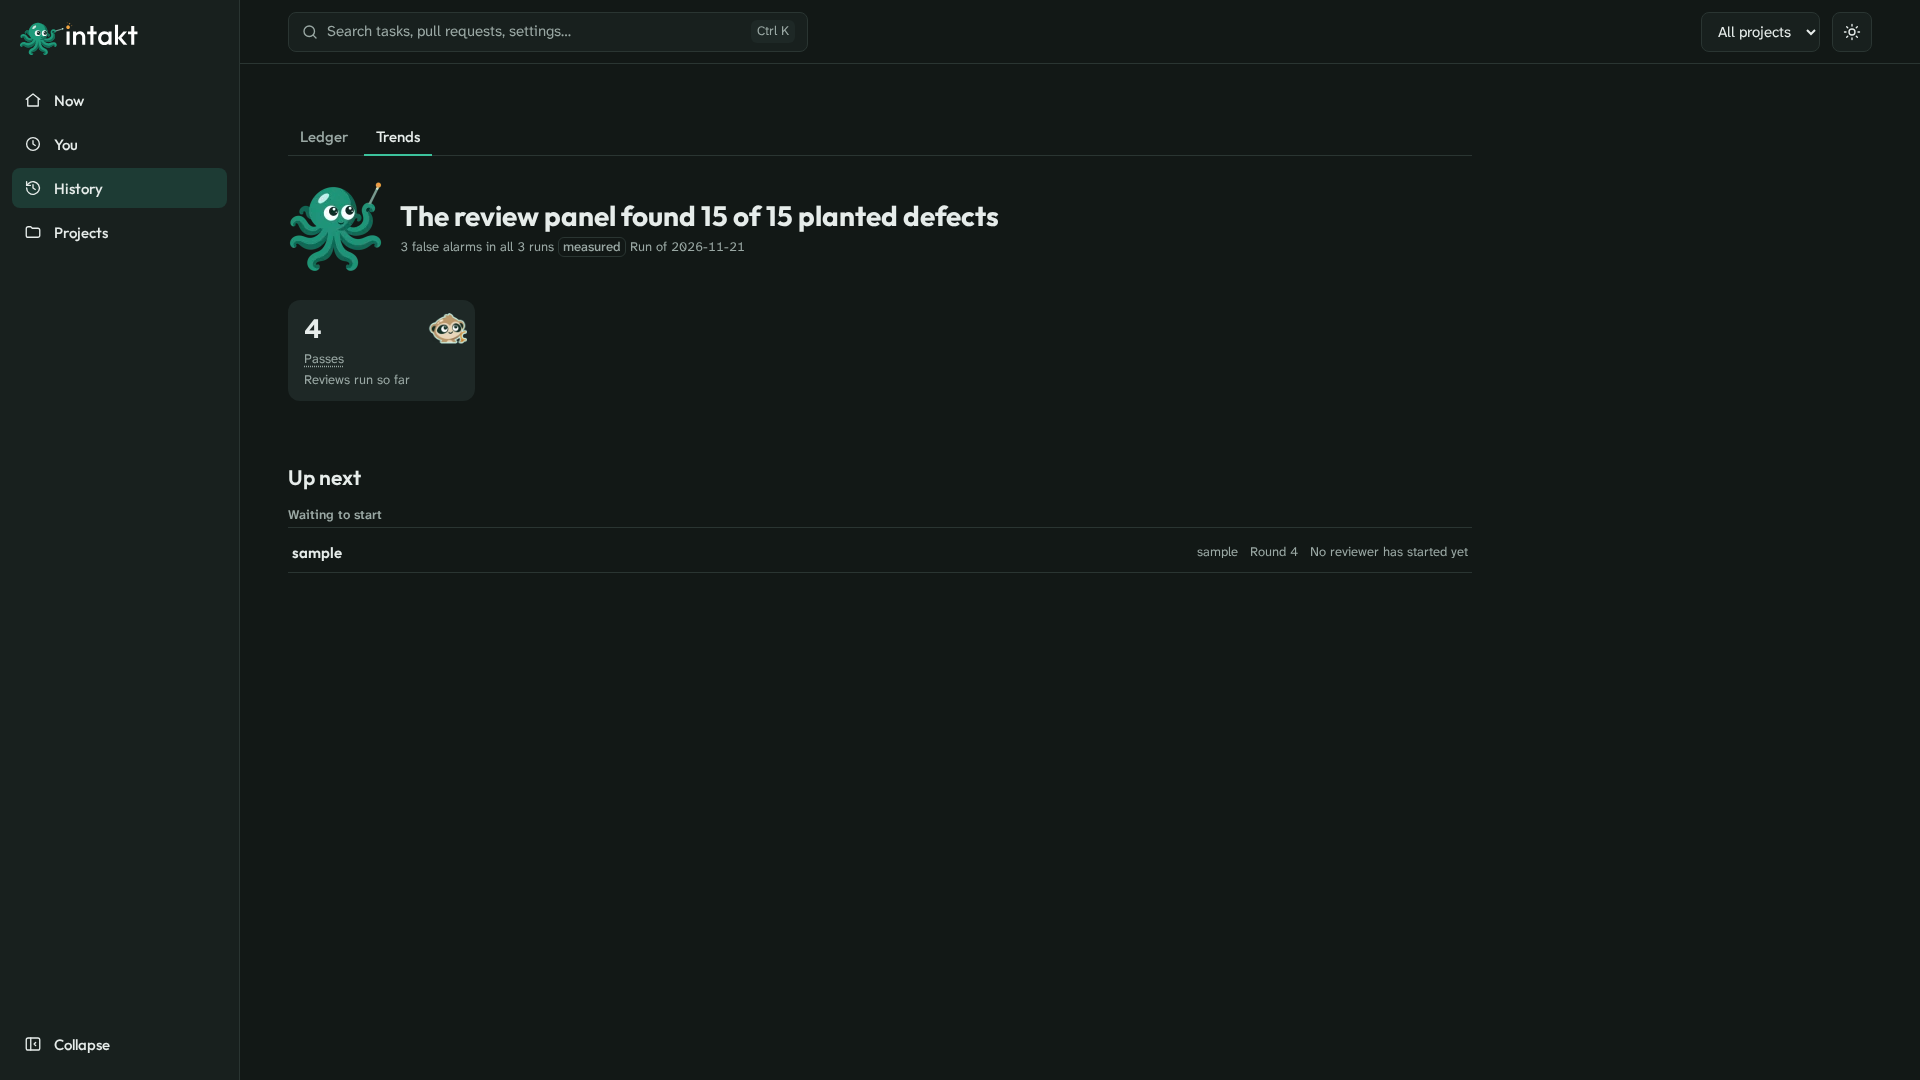 intakt
Search tasks, pull requests, settings...
Ctrl K
All projects
Now
You
History
Projects
Ledger
Trends
The review panel found 15 of 15 planted defects
3 false alarms in all 3 runs measured Run of 2026-11-21
4
Passes
Reviews run so far
Up next
Waiting to start
sample
sample Round 4 No reviewer has started yet
Collapse